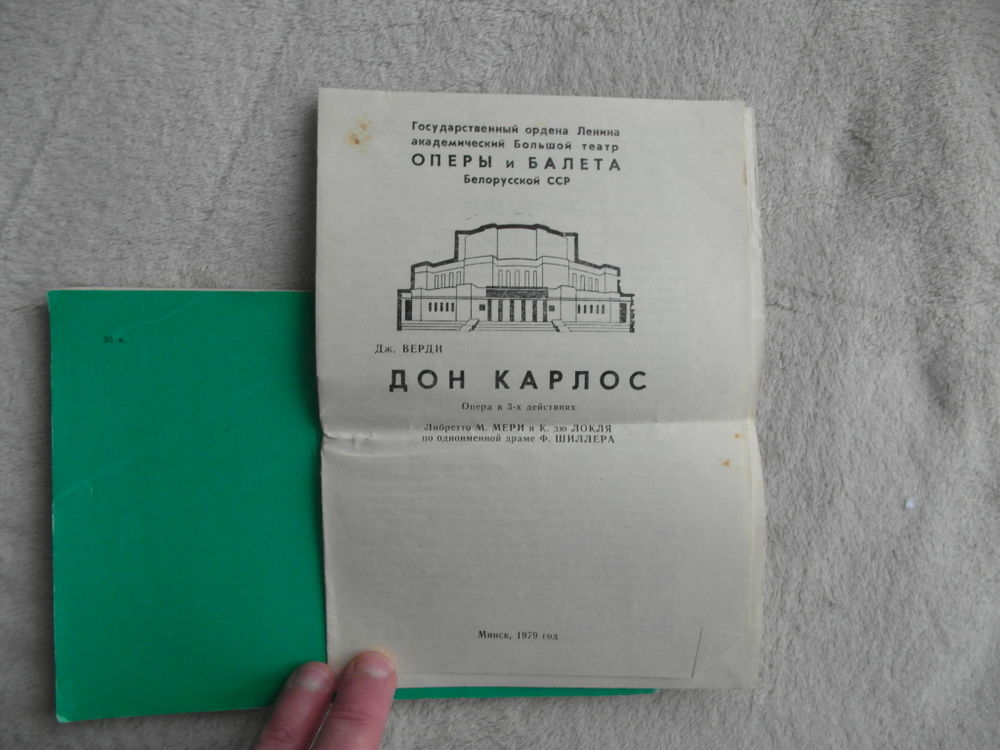 95 к.
Государственный ордена Ленина
академический Большой театр
ОПЕРЫ и БАЛЕТА
Белорусской ССР
Дж. ВЕРДИ
ДОН КАРЛОС
Опера в 3-х действиях
Либретто М. МЕРИ и К. дю ЛОКЛЯ
по одноименной драме Ф. ШИЛЛЕРА
Минск, 1979 год